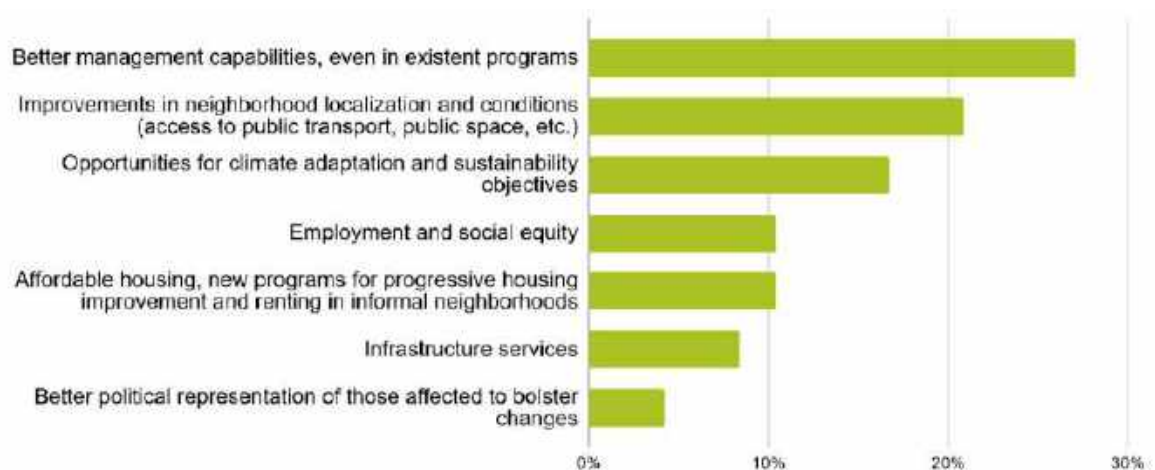 Better management capabilities, even in existent programs
Improvements in neighborhood localization and conditions
(access to public transport, public space, etc.)
Opportunities for climate adaptation and sustainability
objectives
Employment and social equity
Affordable housing, new programs for progressive housing
improvement and renting in informal neighborhoods
Infrastructure services
Better political representation of those affected to bolster
changes
0%
10%
20%
30%